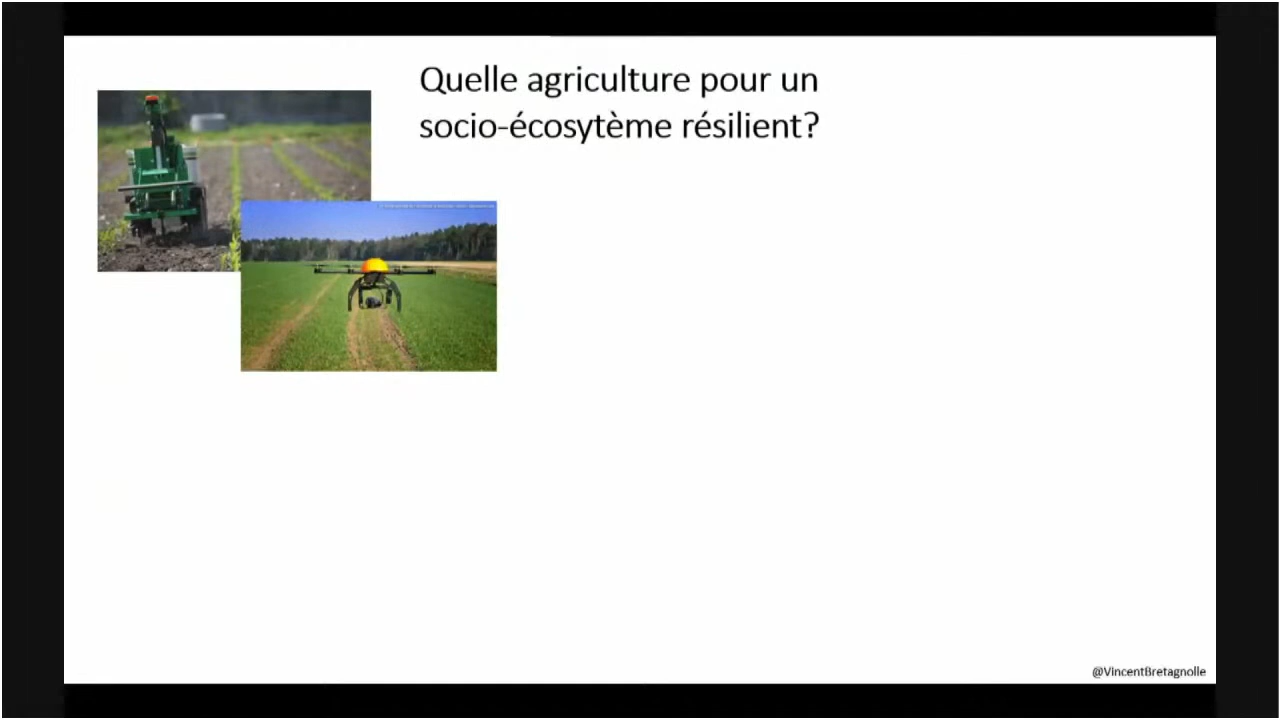 Quelle agriculture pour un
socio-écosytème résilient?
@VincentBretagnolle